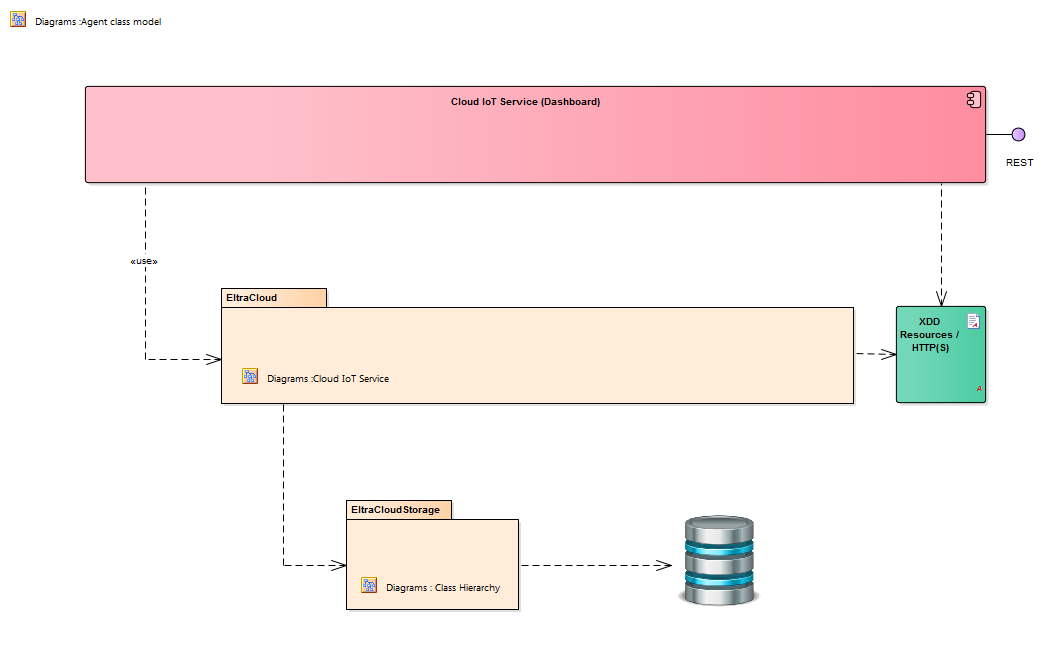 Diagrams :Agent class model
Cloud IoT Service (Dashboard)
REST
«use»
EltraCloud
XDD
Resources /
HTTP(S)
Diagrams :Cloud IoT Service
A
EltraCloudStorage
Diagrams : Class Hierarchy